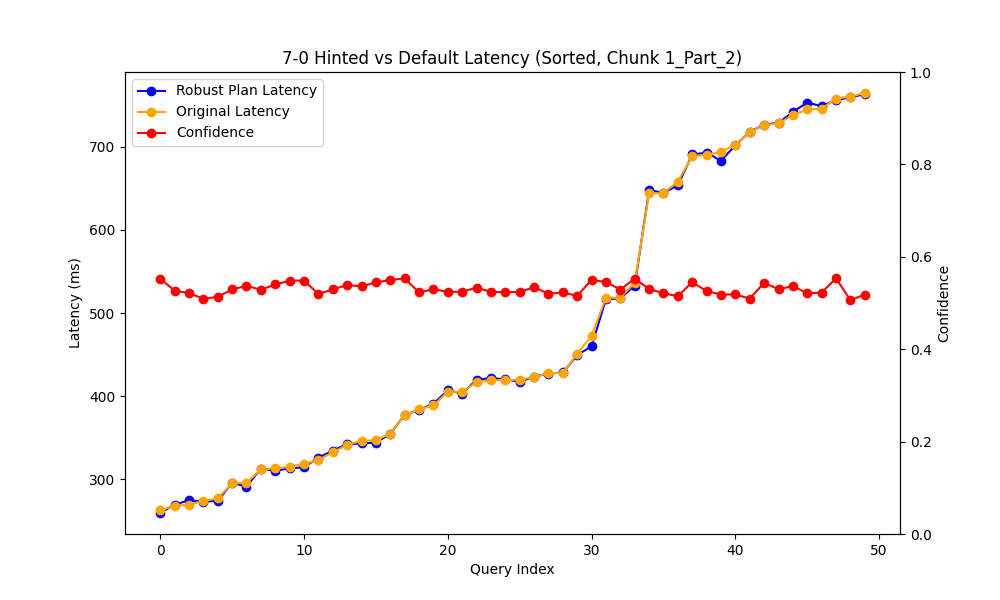 7-0 Hinted vs Default Latency (Sorted, Chunk 1_Part_2)
Robust Plan Latency
Original Latency
Confidence
Latency (ms)
700
600
500
400
300
1.0
0.8
0.6
0.4
0.2
0.0
Confidence
0 10 20 30 40 50
Query Index